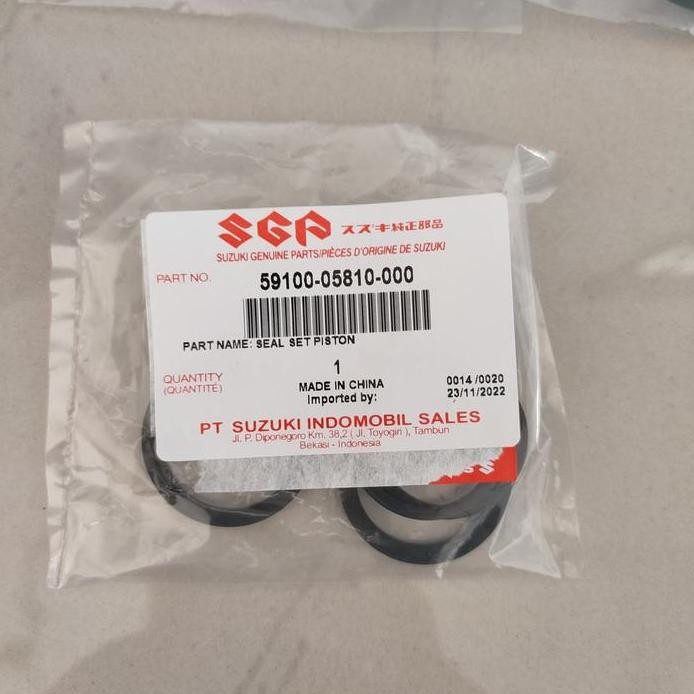 SGP スズキ純正部品
SUZUKI GENUINE PARTS/PIÈCES D'ORIGINE DE SUZUKI
PART NO. 59100-05810-000
PART NAME: SEAL SET PISTON
QUANTITY 1
(QUANTITÉ) MADE IN CHINA 0014 /0020
Imported by: 23/11/2022
PT SUZUKI INDOMOBIL SALES
Jl. P. Diponegoro Km. 38,2 ( Jl. Toyogiri ), Tambun
Bekasi - Indonesia